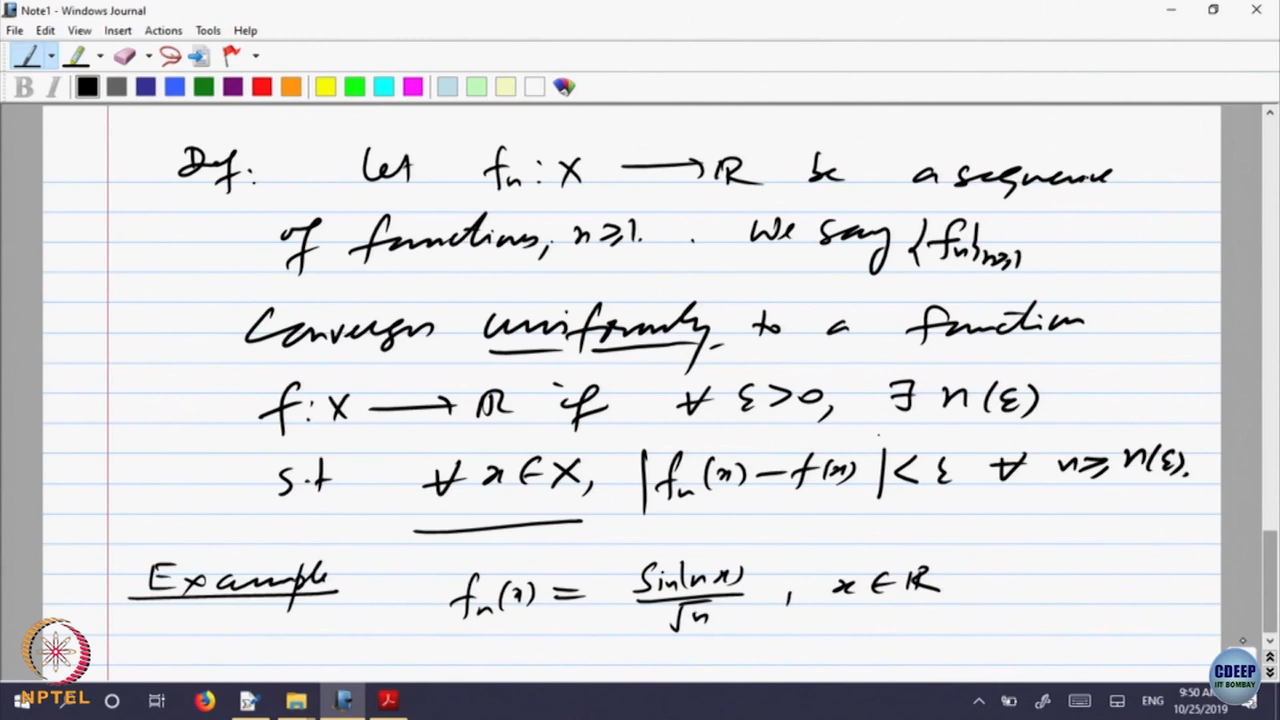 Note1 - Windows Journal
File Edit View Insert Actions Tools Help
B I
Def: Let fₙ : X ⟶ ℝ be a sequence
of functions, n ≥ 1. We say {fₙ}ₙ≥₁
Converges uniformly to a function
f : X ⟶ ℝ if ∀ ε > 0, ∃ n(ε)
s.t ∀ x ∈ X, |fₙ(x) − f(x)| < ε ∀ n ≥ n(ε).
Example fₙ(x) = Sin(nx)/√n , x ∈ ℝ
NPTEL
CDEEP
IIT BOMBAY
ENG
9:50 AM
10/25/2019